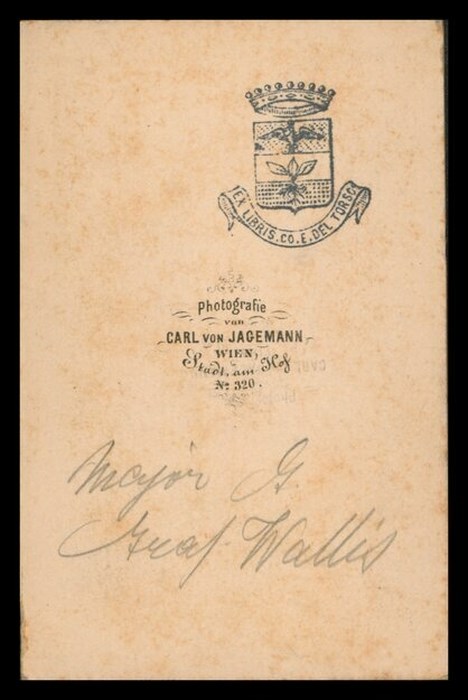 EX LIBRIS.CO.E.DEL TORSO
Photografie
von
CARL VON JAGEMANN
WIEN,
Stadt, am Hof
No 320.
Major G.
Graf Wallis